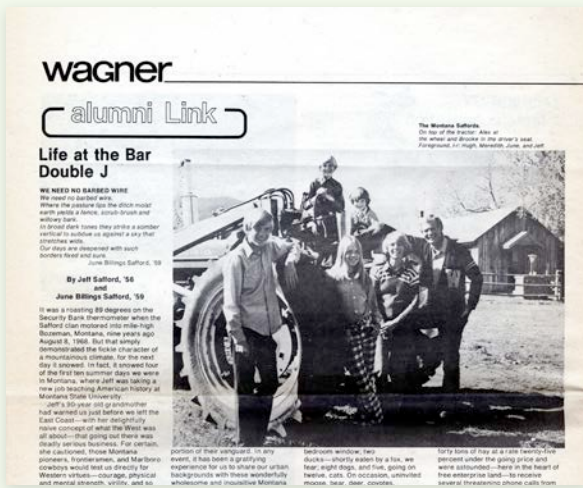 wagner
alumni Link
The Montana Saffords.
On top of the tractor: Alex at
the wheel and Brooke in the driver's seat.
Foreground, l-r: Hugh, Meredith, June, and Jeff.
Life at the Bar
Double J
WE NEED NO BARBED WIRE
We need no barbed wire.
Where the pasture tips the ditch moist
earth yields a fence, scrub-brush and
willowy bark.
In broad dark tones they strike a somber
vertical to subdue us against a sky that
stretches wide.
Our days are deepened with such
borders fixed and sure.
June Billings Safford, '59
By Jeff Safford, '56
and
June Billings Safford, '59
It was a roasting 89 degrees on the
Security Bank thermometer when the
Safford clan motored into mile-high
Bozeman, Montana, nine years ago
August 8, 1968. But that simply
demonstrated the fickle character of
a mountainous climate, for the next
day it snowed. In fact, it snowed four
of the first ten summer days we were
in Montana, where Jeff was taking a
new job teaching American history at
Montana State University.
Jeff's 90-year old grandmother
had warned us just before we left the
East Coast—with her delightfully
naive concept of what the West was
all about—that going out there was
deadly serious business. For certain,
she cautioned, those Montana
pioneers, frontiersmen, and Marlboro
cowboys would test us directly for
Western virtues—courage, physical
and mental strength, virility, and so
portion of their vanguard. In any
event, it has been a gratifying
experience for us to share our urban
backgrounds with these wonderfully
wholesome and inquisitive Montana
bedroom window; two
ducks—shortly eaten by a fox, we
fear; eight dogs, and five, going on
twelve, cats. On occasion, uninvited
moose, bear, deer, coyotes,
forty tons of hay at a rate twenty-five
percent under the going price and
were astounded—here in the heart of
free enterprise land—to receive
several threatening phone calls from